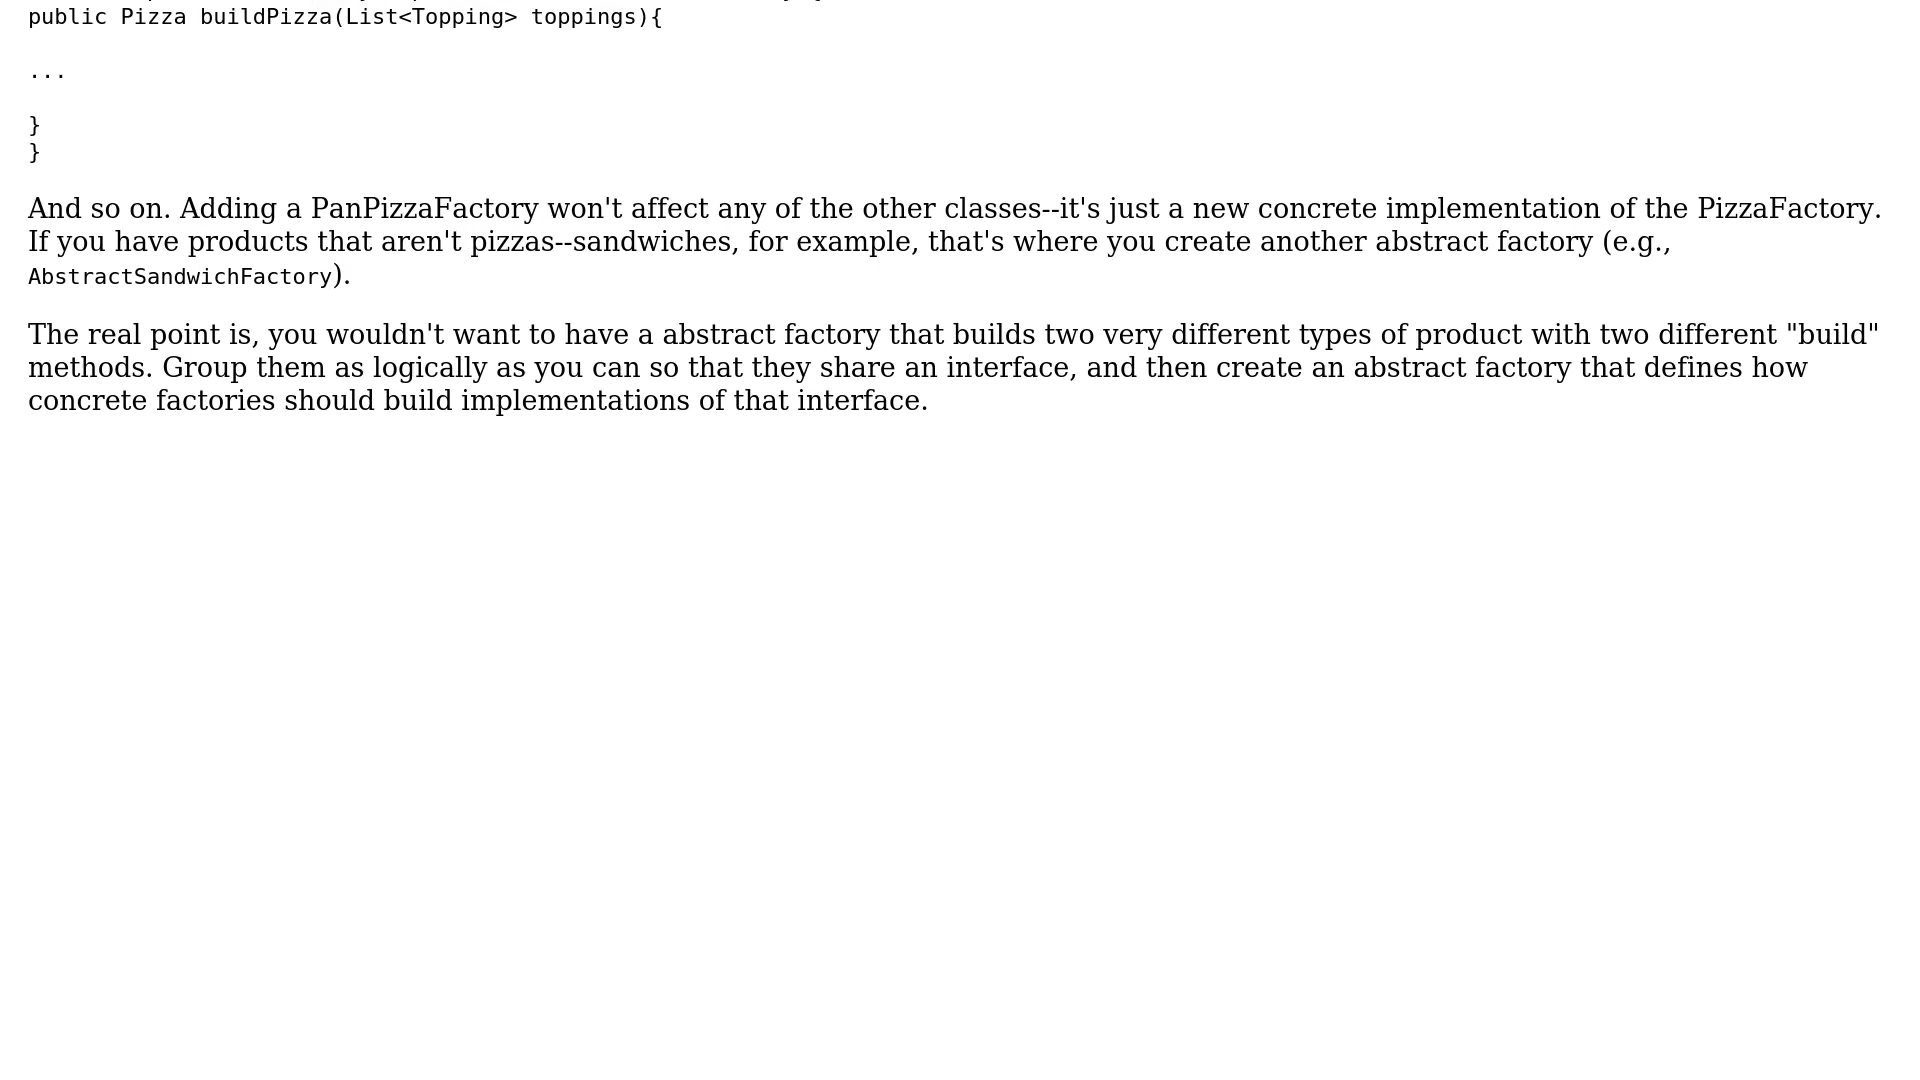 public Pizza buildPizza(List<Topping> toppings){
...
}
}
And so on. Adding a PanPizzaFactory won't affect any of the other classes--it's just a new concrete implementation of the PizzaFactory.
If you have products that aren't pizzas--sandwiches, for example, that's where you create another abstract factory (e.g.,
AbstractSandwichFactory).
The real point is, you wouldn't want to have a abstract factory that builds two very different types of product with two different "build"
methods. Group them as logically as you can so that they share an interface, and then create an abstract factory that defines how
concrete factories should build implementations of that interface.